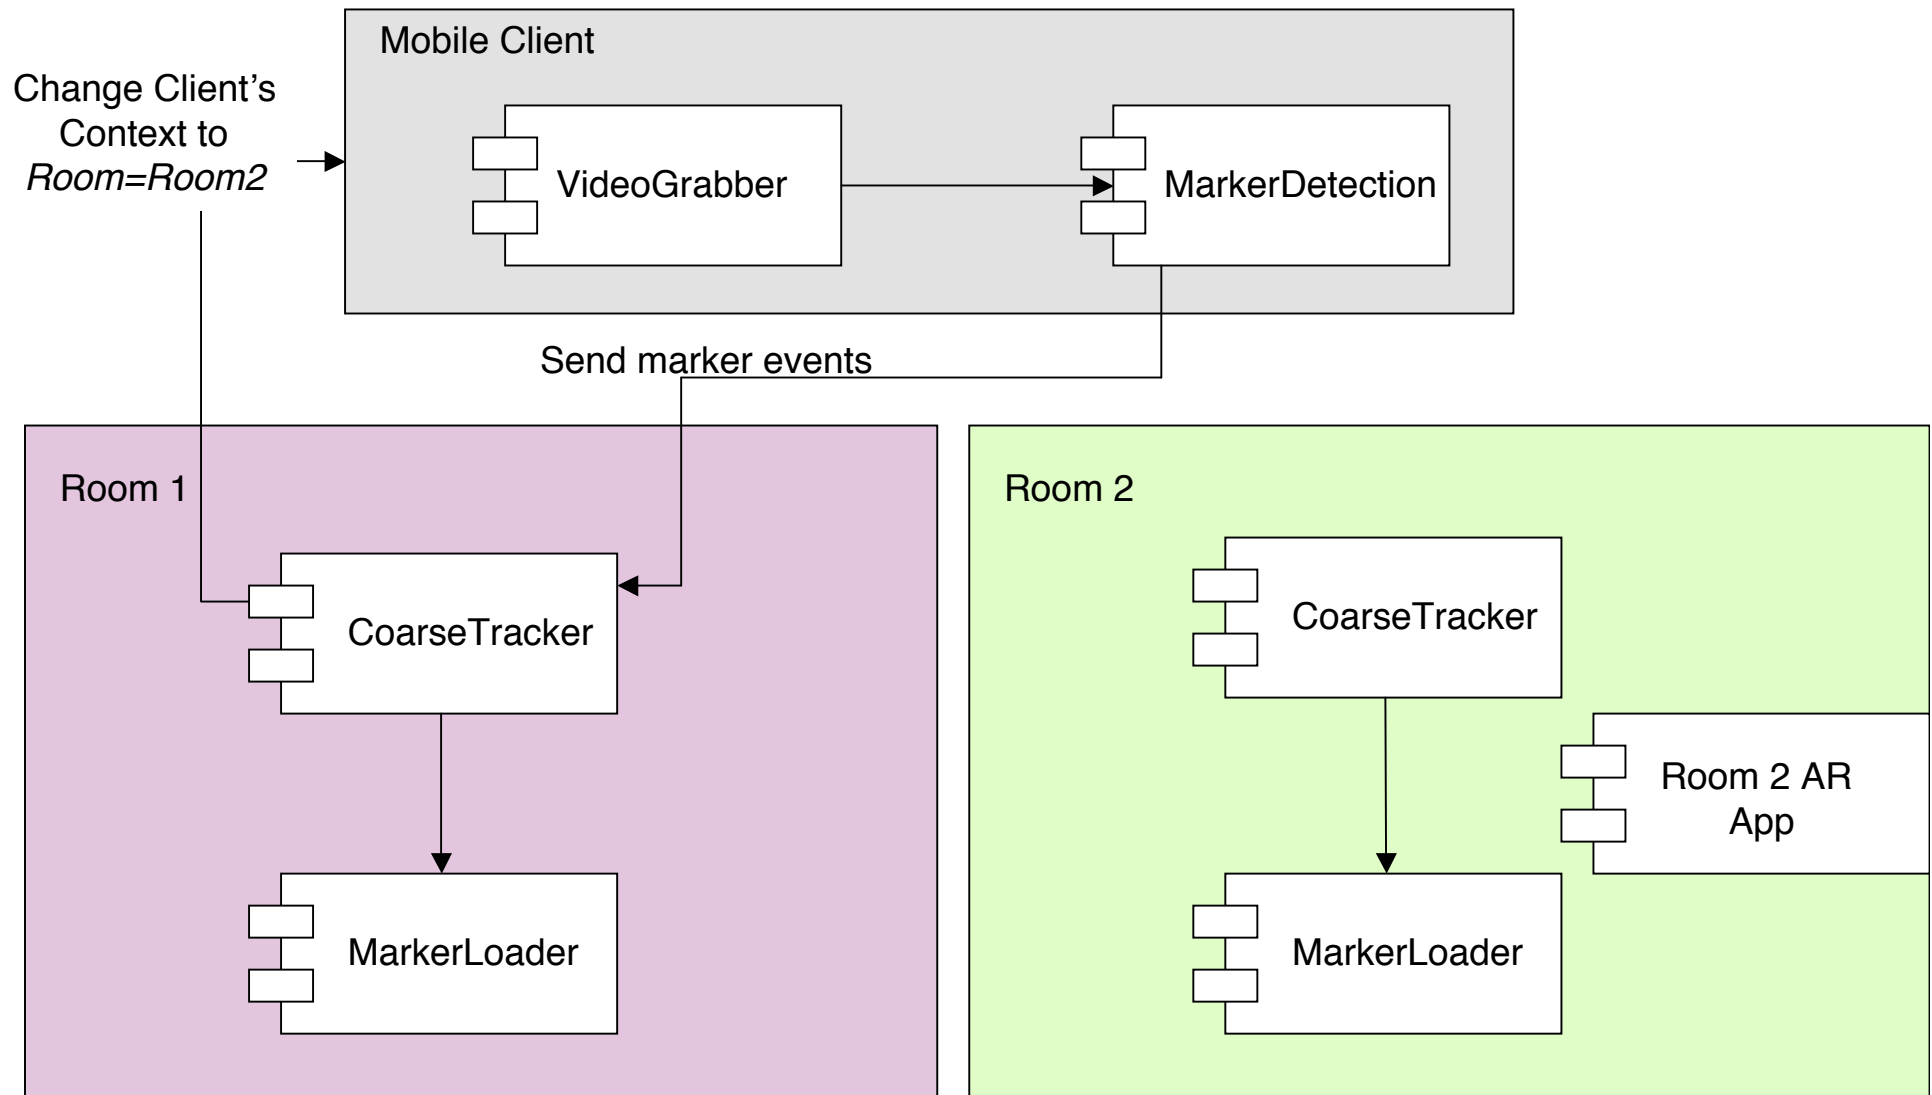 Mobile Client
Change Client’s
Context to
Room=Room2
VideoGrabber
MarkerDetection
Send marker events
Room 1
Room 2
CoarseTracker
CoarseTracker
Room 2 AR
App
MarkerLoader
MarkerLoader